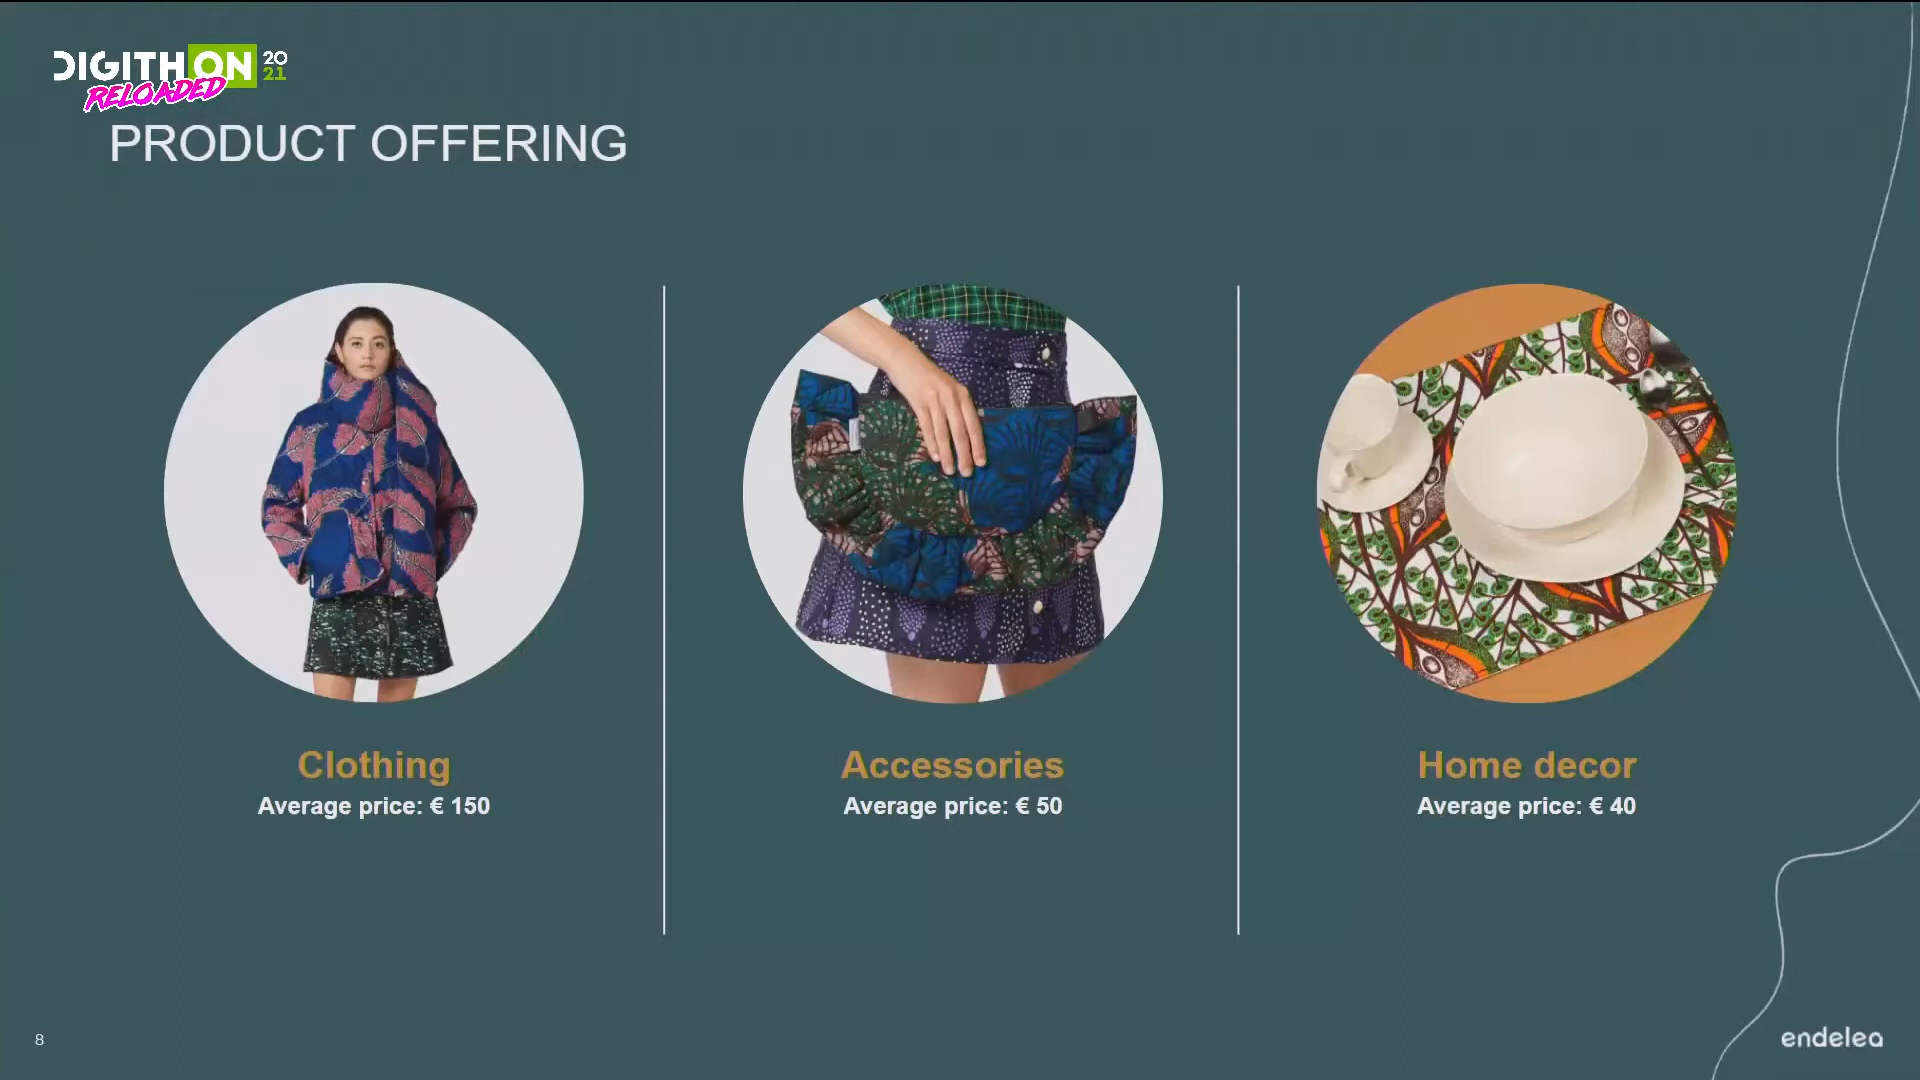 DIGITHON 20
21
RELOADED
PRODUCT OFFERING
Clothing
Average price: € 150
Accessories
Average price: € 50
Home decor
Average price: € 40
8
endelea